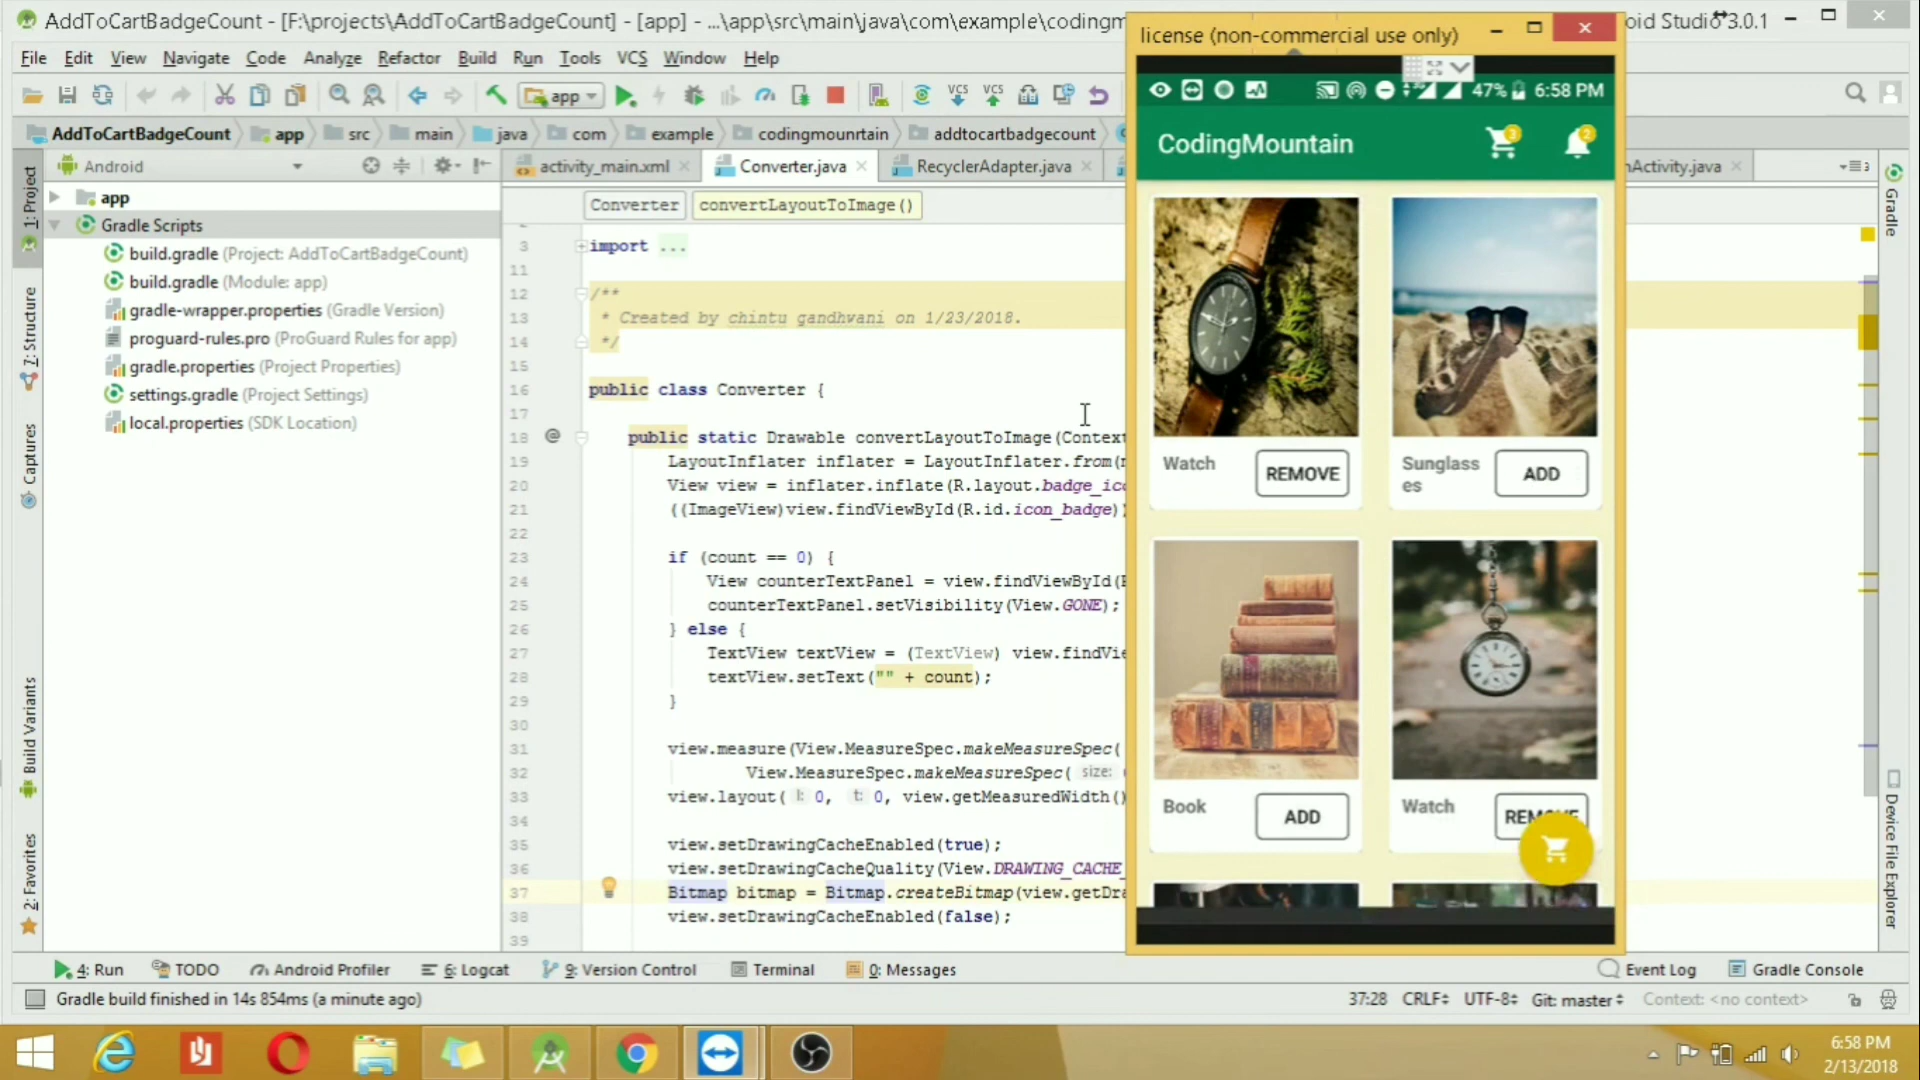 AddToCartBadgeCount - [F:\projects\AddToCartBadgeCount] - [app] - ...\app\src\main\java\com\example\codingm
oid Studio 3.0.1
File Edit View Navigate Code Analyze Refactor Build Run Tools VCS Window Help
app
VCS VCS
AddToCartBadgeCount app src main java com example codingmounrtain addtocartbadgecount
Android
activity_main.xml Converter.java RecyclerAdapter.java nActivity.java
1: Project
7: Structure
Captures
Build Variants
2: Favorites
app
Gradle Scripts
build.gradle (Project: AddToCartBadgeCount)
build.gradle (Module: app)
gradle-wrapper.properties (Gradle Version)
proguard-rules.pro (ProGuard Rules for app)
gradle.properties (Project Properties)
settings.gradle (Project Settings)
local.properties (SDK Location)
Converter convertLayoutToImage()
3 import ...
11
12 /**
13 * Created by chintu gandhvani on 1/23/2018.
14 */
15
16 public class Converter {
17
18 @ public static Drawable convertLayoutToImage(Context
19 LayoutInflater inflater = LayoutInflater.from(
20 View view = inflater.inflate(R.layout.badge_ic
21 ((ImageView)view.findViewById(R.id.icon_badge)
22
23 if (count == 0) {
24 View counterTextPanel = view.findViewById(
25 counterTextPanel.setVisibility(View.GONE);
26 } else {
27 TextView textView = (TextView) view.findVie
28 textView.setText("" + count);
29 }
30
31 view.measure(View.MeasureSpec.makeMeasureSpec(
32 View.MeasureSpec.makeMeasureSpec( size:
33 view.layout( l: 0, t: 0, view.getMeasuredWidth()
34
35 view.setDrawingCacheEnabled(true);
36 view.setDrawingCacheQuality(View.DRAWING_CACHE_
37 Bitmap bitmap = Bitmap.createBitmap(view.getDra
38 view.setDrawingCacheEnabled(false);
39
license (non-commercial use only)
47% 6:58 PM
CodingMountain 3 2
Watch REMOVE
Sunglass
es ADD
Book ADD
Watch REMOVE
Gradle
Device File Explorer
4: Run TODO Android Profiler 6: Logcat 9: Version Control Terminal 0: Messages Event Log Gradle Console
Gradle build finished in 14s 854ms (a minute ago)
37:28 CRLF UTF-8 Git: master Context: <no context>
6:58 PM
2/13/2018